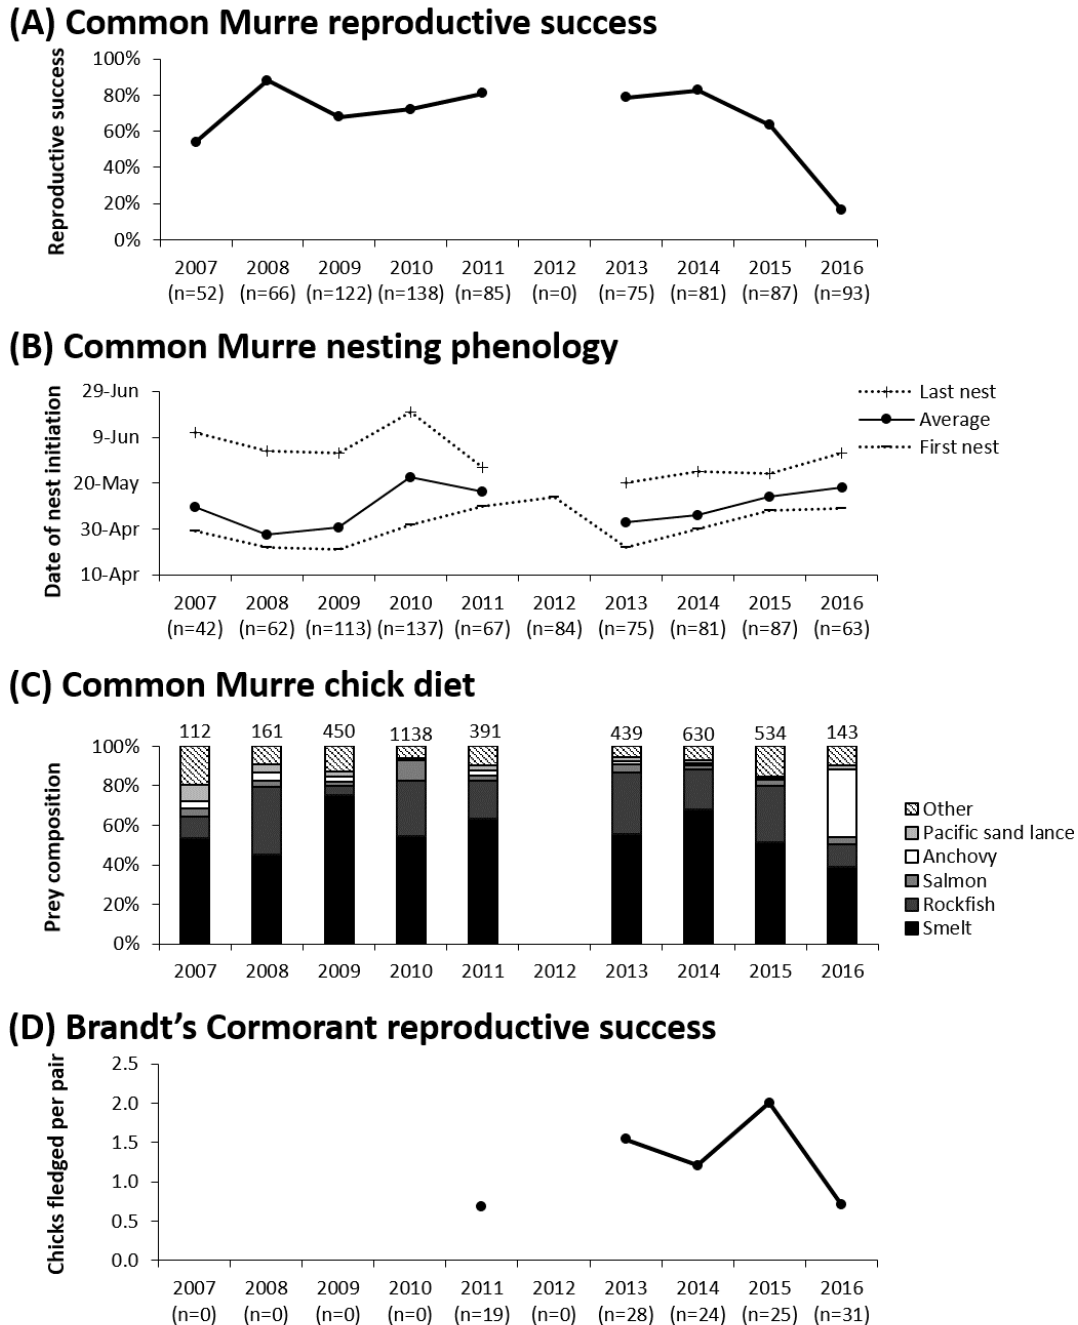 (A) Common Murre reproductive success
Reproductive success
100%
80%
60%
40%
20%
0%
2007 2008 2009 2010 2011 2012 2013 2014 2015 2016
(n=52) (n=66) (n=122) (n=138) (n=85) (n=0) (n=75) (n=81) (n=87) (n=93)
(B) Common Murre nesting phenology
Date of nest initiation
29-Jun
9-Jun
20-May
30-Apr
10-Apr
Last nest
Average
First nest
2007 2008 2009 2010 2011 2012 2013 2014 2015 2016
(n=42) (n=62) (n=113) (n=137) (n=67) (n=84) (n=75) (n=81) (n=87) (n=63)
(C) Common Murre chick diet
Prey composition
112 161 450 1138 391 439 630 534 143
100%
80%
60%
40%
20%
0%
Other
Pacific sand lance
Anchovy
Salmon
Rockfish
Smelt
2007 2008 2009 2010 2011 2012 2013 2014 2015 2016
(D) Brandt’s Cormorant reproductive success
Chicks fledged per pair
2.5
2.0
1.5
1.0
0.5
0.0
2007 2008 2009 2010 2011 2012 2013 2014 2015 2016
(n=0) (n=0) (n=0) (n=0) (n=19) (n=0) (n=28) (n=24) (n=25) (n=31)